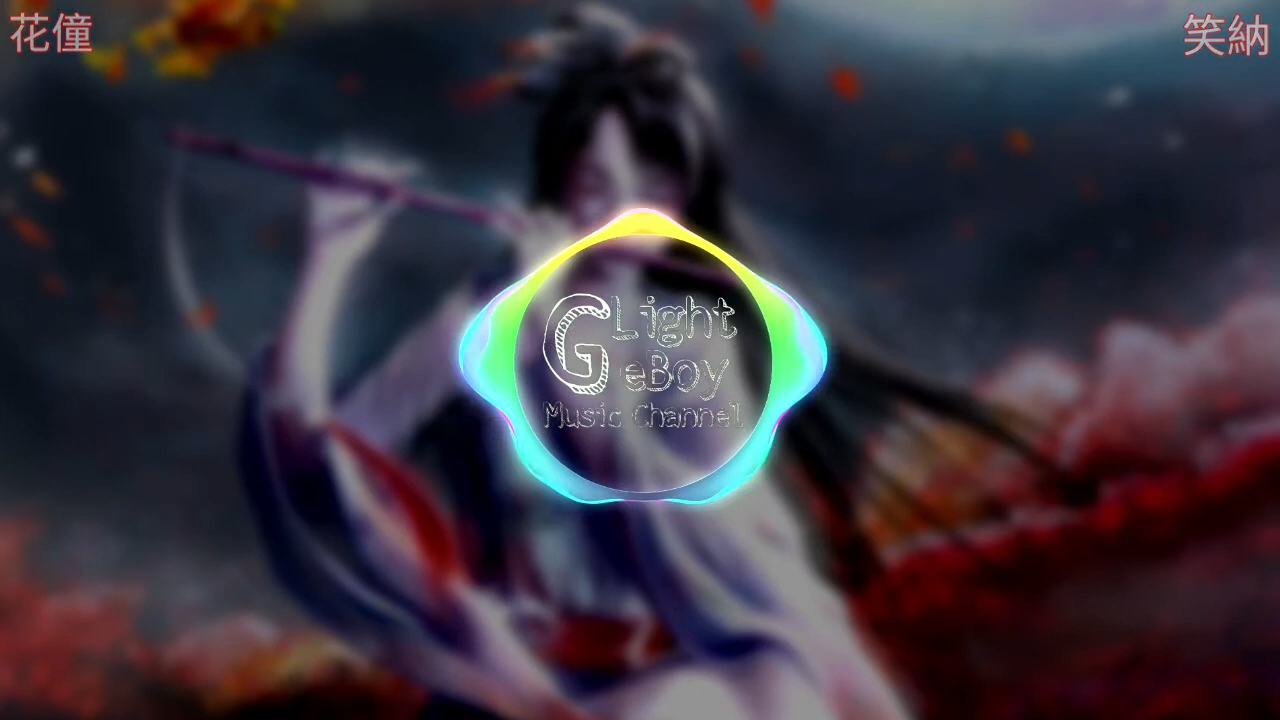 花僮
笑納
G Light
eBoy
Music Channel